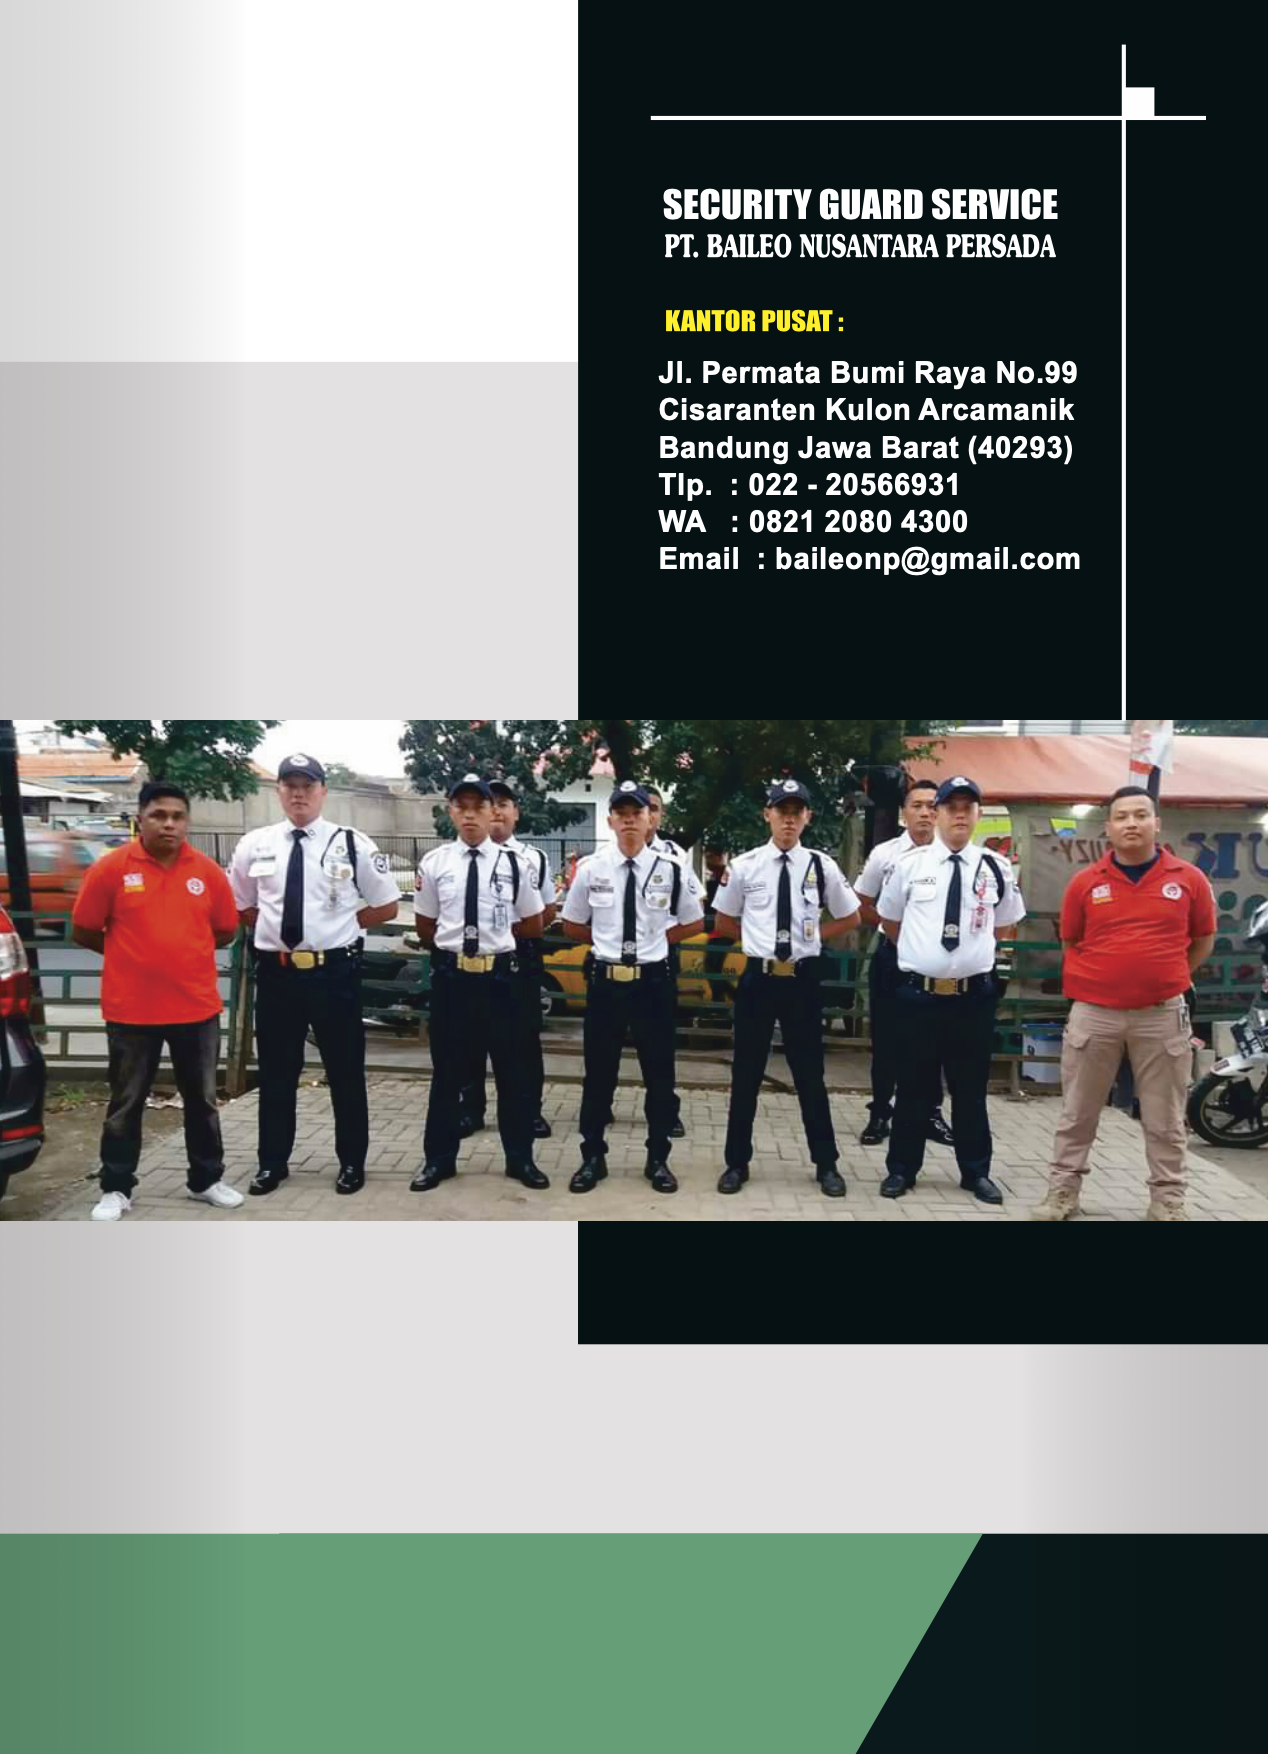 SECURITY GUARD SERVICE
PT. BAILEO NUSANTARA PERSADA
KANTOR PUSAT :
Jl. Permata Bumi Raya No.99
Cisaranten Kulon Arcamanik
Bandung Jawa Barat (40293)
Tlp. : 022 - 20566931
WA : 0821 2080 4300
Email : baileonp@gmail.com